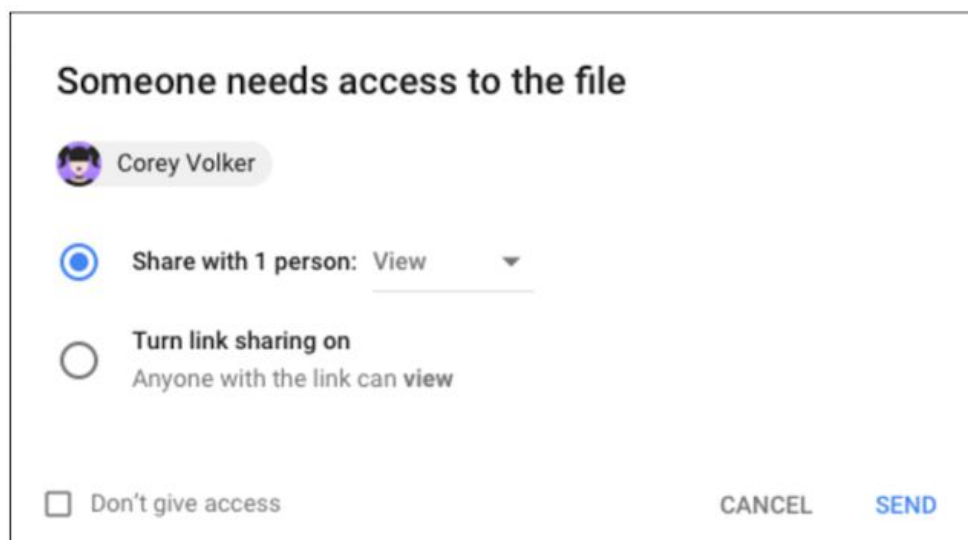 Someone needs access to the file
Corey Volker
Share with 1 person: View
Turn link sharing on
Anyone with the link can view
Don't give access
CANCEL SEND